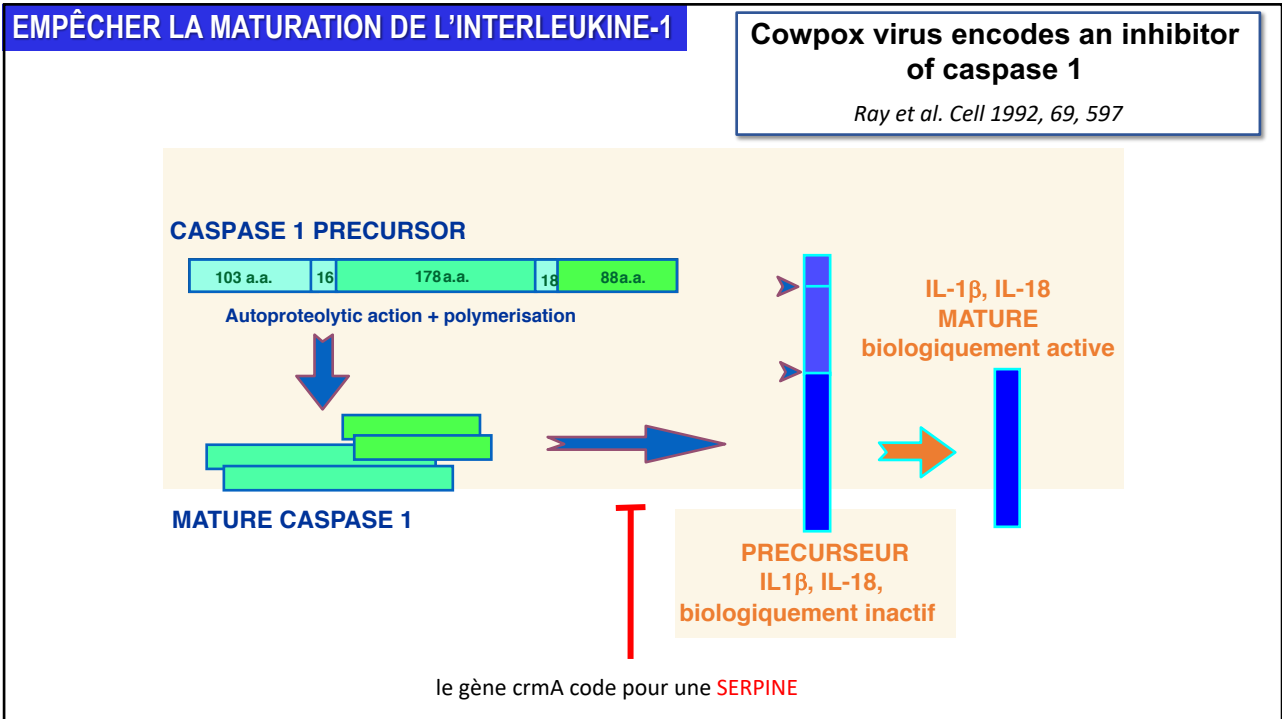 EMPÊCHER LA MATURATION DE L'INTERLEUKINE-1
Cowpox virus encodes an inhibitor
of caspase 1
Ray et al. Cell 1992, 69, 597
CASPASE 1 PRECURSOR
103 a.a. 16 178a.a. 18 88a.a.
Autoproteolytic action + polymerisation
IL-1β, IL-18
MATURE
biologiquement active
MATURE CASPASE 1
PRECURSEUR
IL1β, IL-18,
biologiquement inactif
le gène crmA code pour une SERPINE